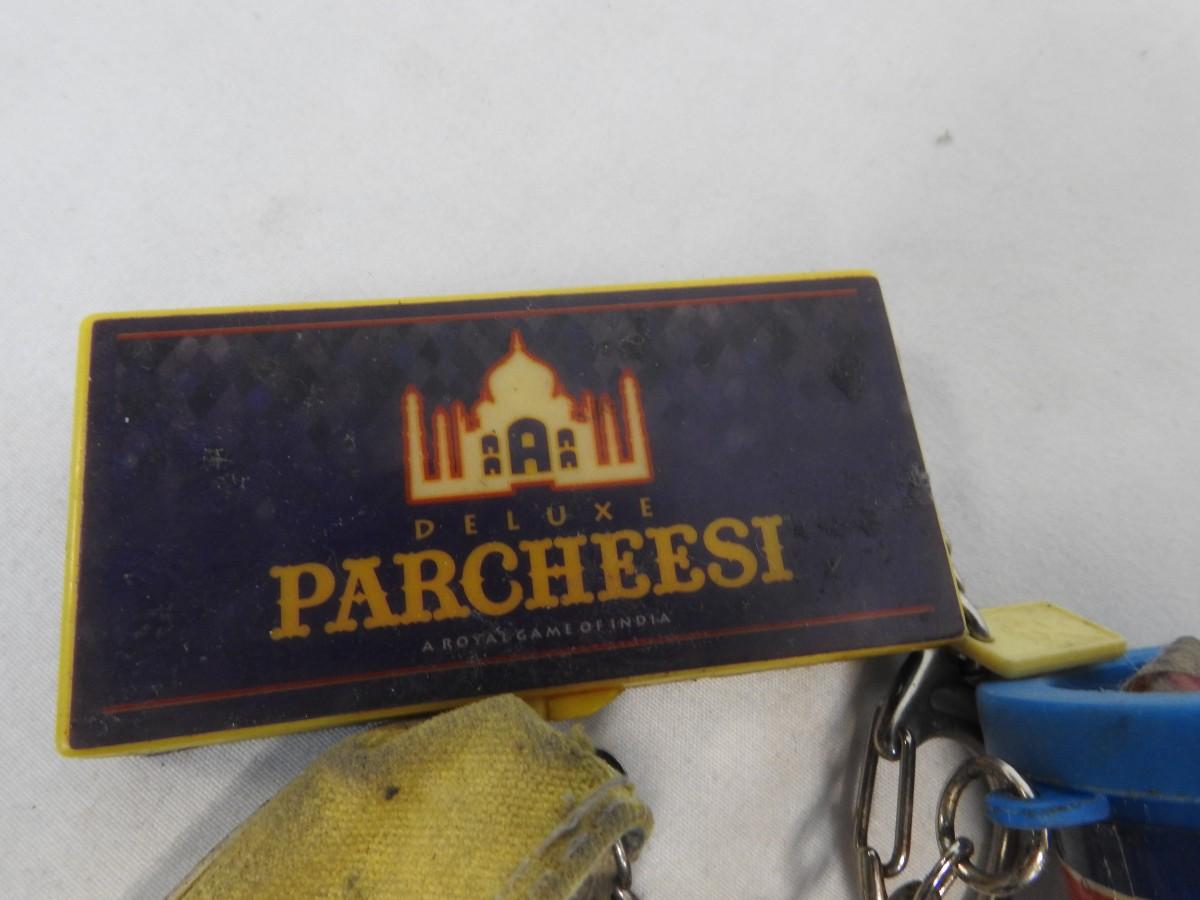 DELUXE
PARCHEESI
A ROYAL GAME OF INDIA